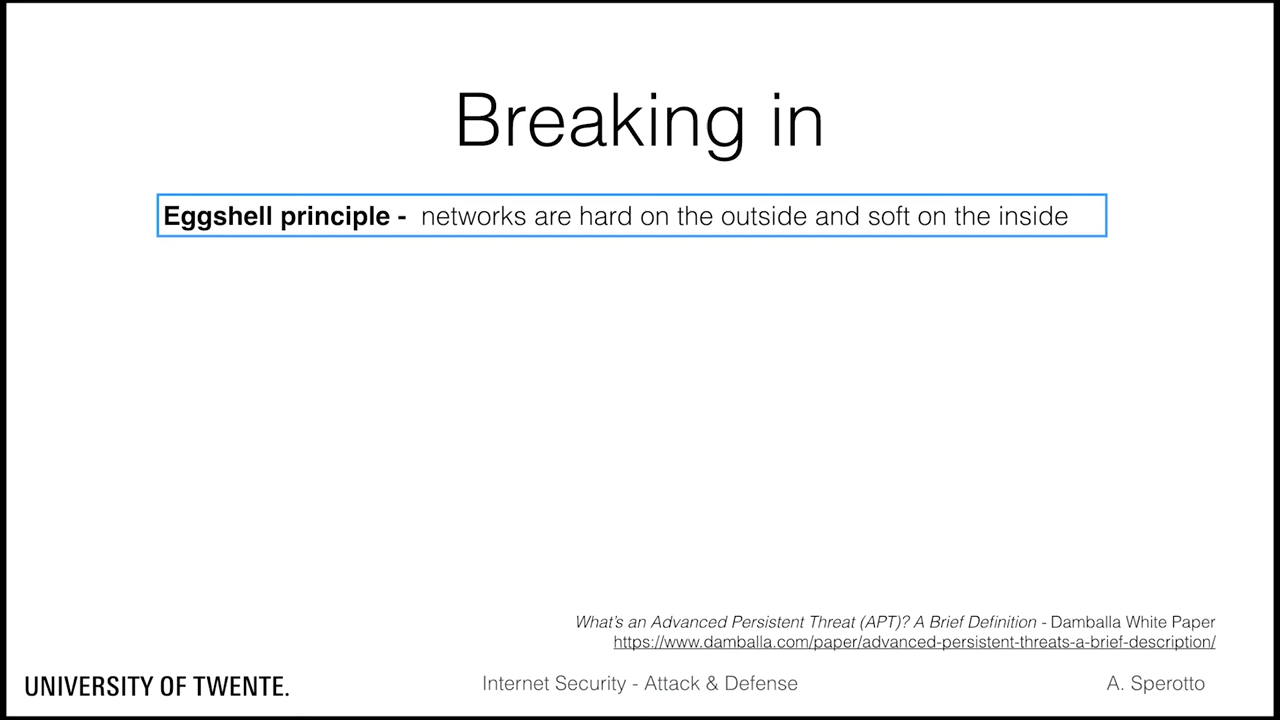 Breaking in
Eggshell principle - networks are hard on the outside and soft on the inside
What's an Advanced Persistent Threat (APT)? A Brief Definition - Damballa White Paper
https://www.damballa.com/paper/advanced-persistent-threats-a-brief-description/
UNIVERSITY OF TWENTE.
Internet Security - Attack & Defense
A. Sperotto